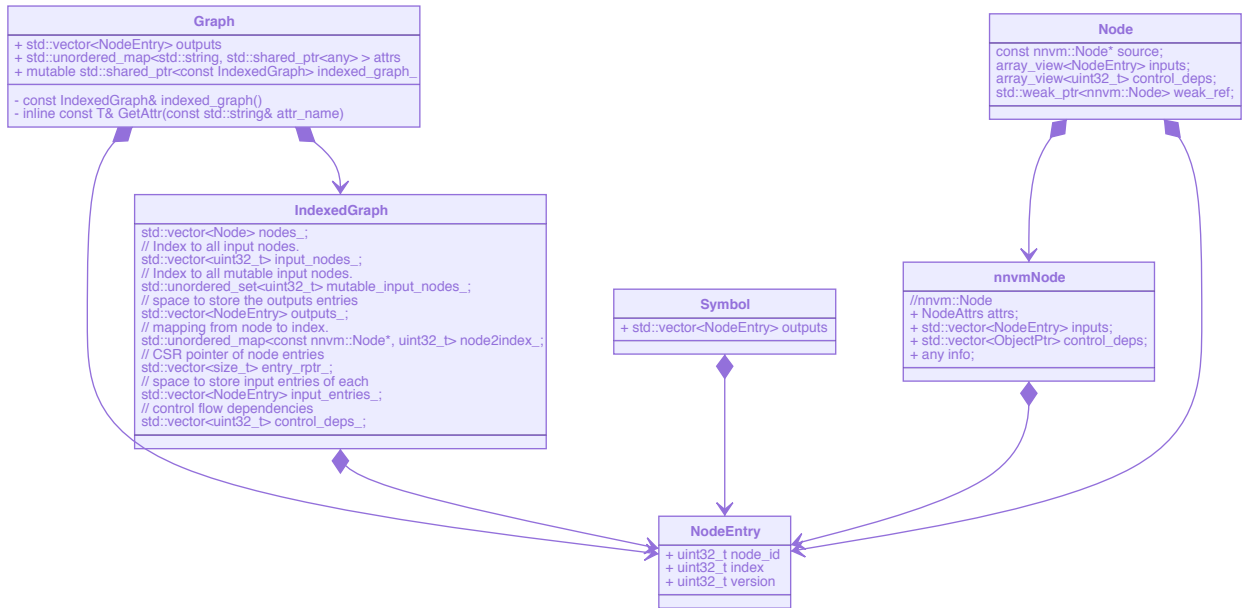 Graph
+ std::vector<NodeEntry> outputs
+ std::unordered_map<std::string, std::shared_ptr<any> > attrs
+ mutable std::shared_ptr<const IndexedGraph> indexed_graph_
- const IndexedGraph& indexed_graph()
- inline const T& GetAttr(const std::string& attr_name)
Node
const nnvm::Node* source;
array_view<NodeEntry> inputs;
array_view<uint32_t> control_deps;
std::weak_ptr<nnvm::Node> weak_ref;
IndexedGraph
std::vector<Node> nodes_;
// Index to all input nodes.
std::vector<uint32_t> input_nodes_;
// Index to all mutable input nodes.
std::unordered_set<uint32_t> mutable_input_nodes_;
// space to store the outputs entries
std::vector<NodeEntry> outputs_;
// mapping from node to index.
std::unordered_map<const nnvm::Node*, uint32_t> node2index_;
// CSR pointer of node entries
std::vector<size_t> entry_rptr_;
// space to store input entries of each
std::vector<NodeEntry> input_entries_;
// control flow dependencies
std::vector<uint32_t> control_deps_;
Symbol
+ std::vector<NodeEntry> outputs
nnvmNode
//nnvm::Node
+ NodeAttrs attrs;
+ std::vector<NodeEntry> inputs;
+ std::vector<ObjectPtr> control_deps;
+ any info;
NodeEntry
+ uint32_t node_id
+ uint32_t index
+ uint32_t version